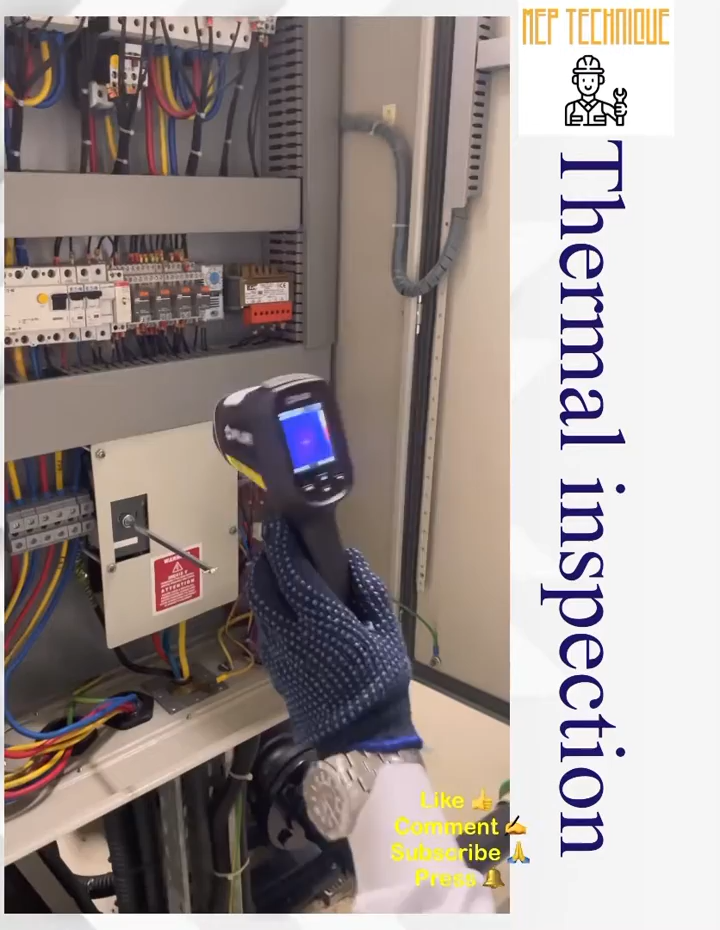 MEP TECHNIQUE
Thermal inspection
ATTENTION
Like 👍
Comment ✍
Subscribe 🙏
Press 🔔